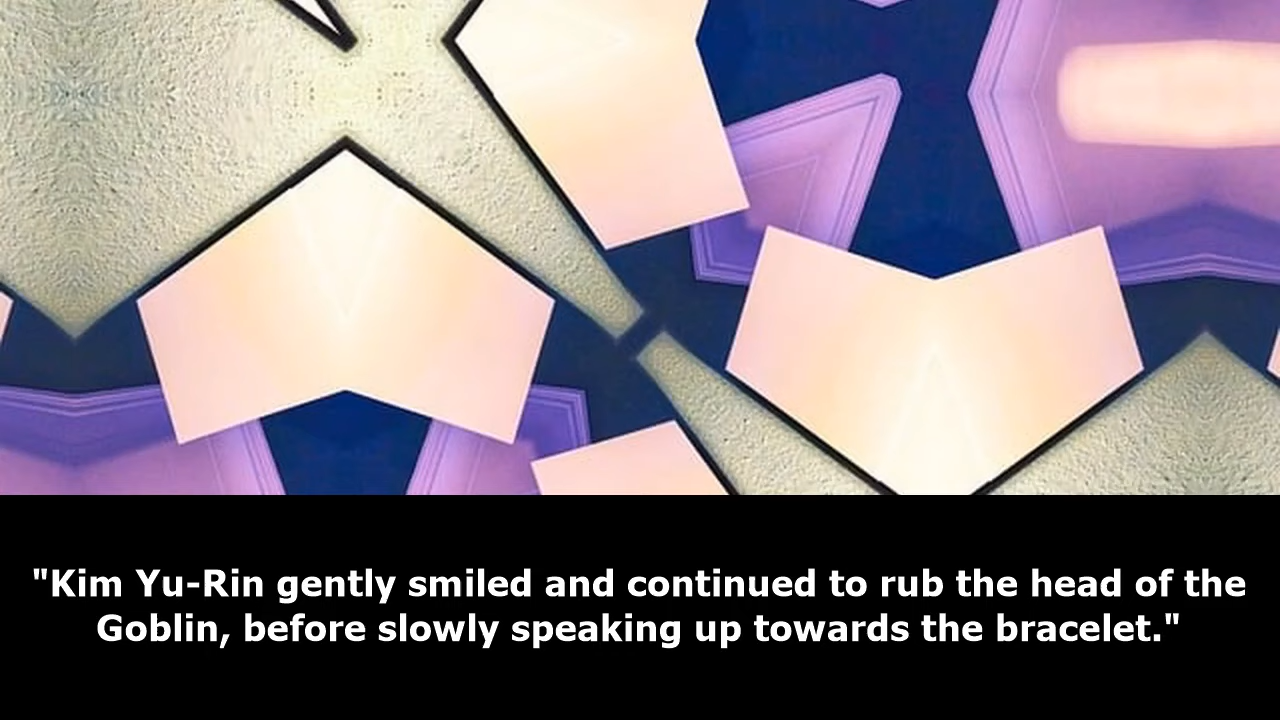 "Kim Yu-Rin gently smiled and continued to rub the head of the
Goblin, before slowly speaking up towards the bracelet."